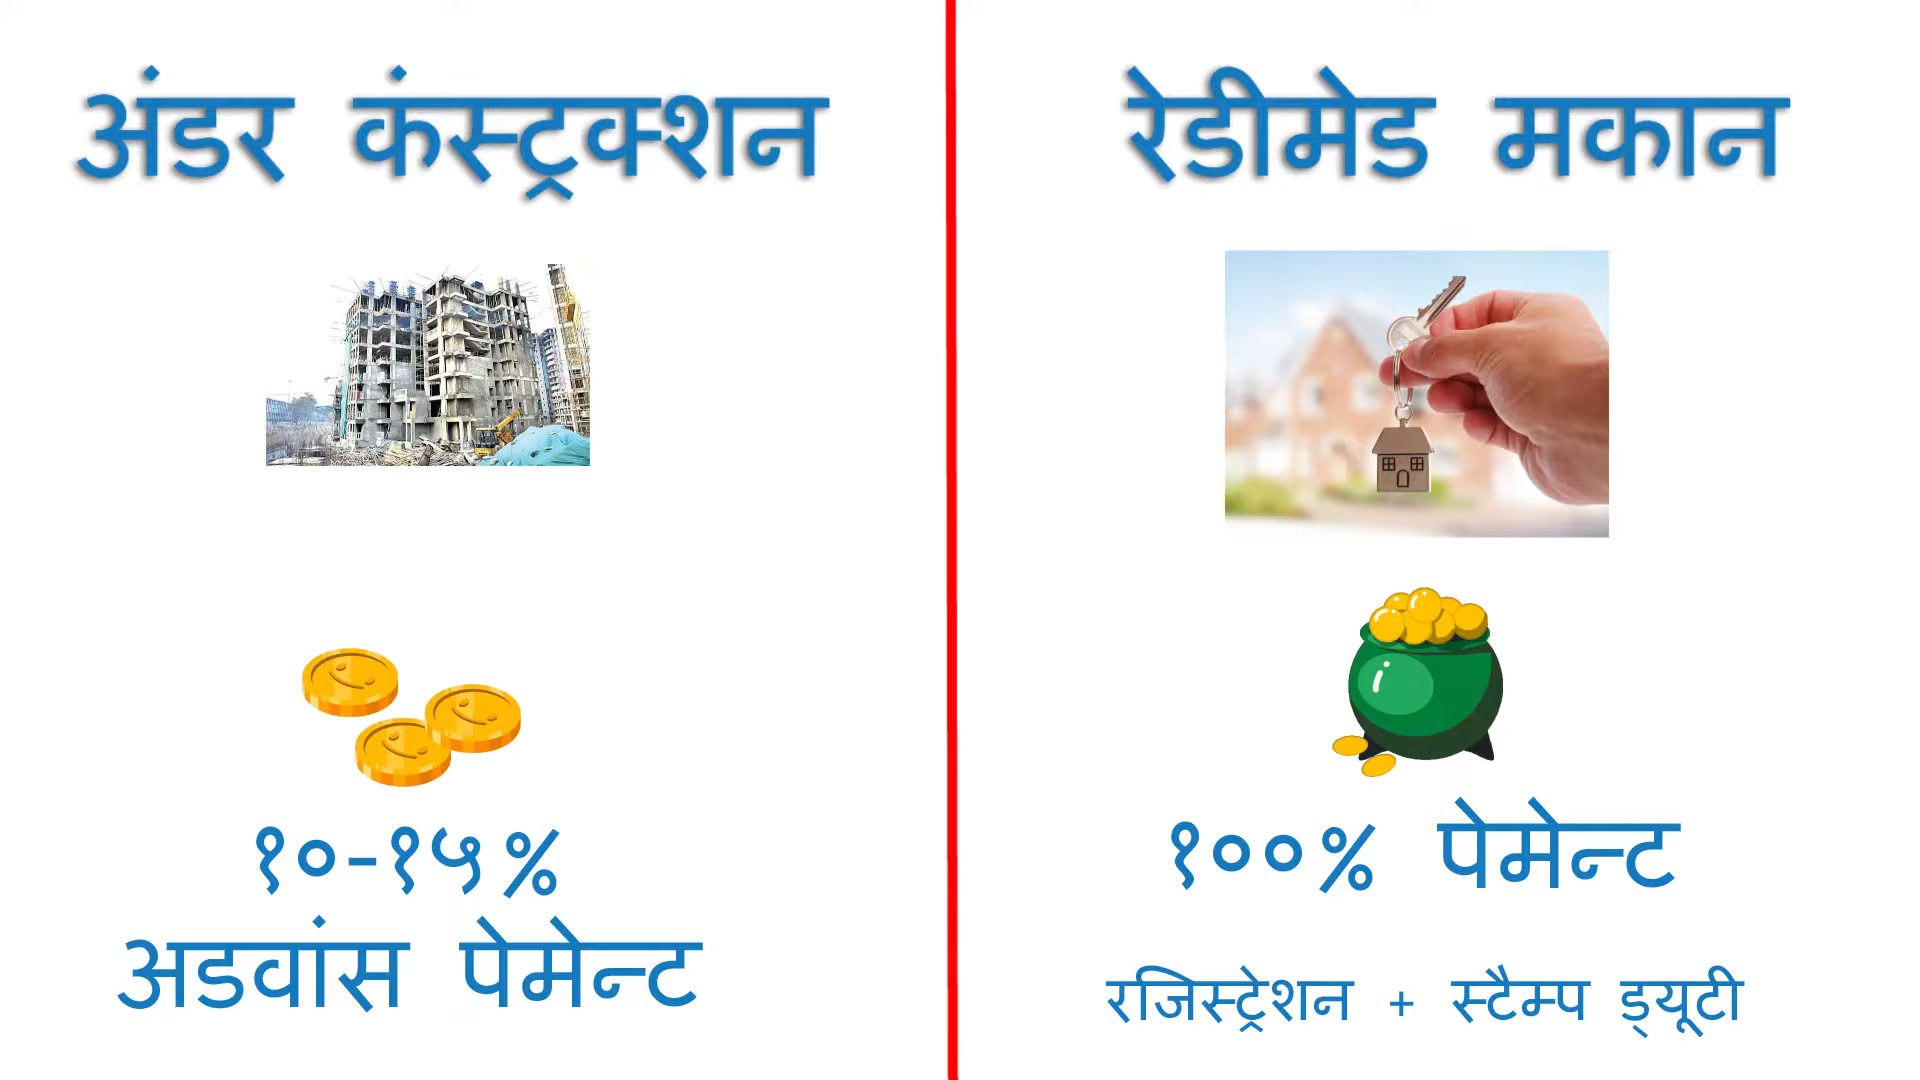 अंडर कंस्ट्रक्शन
१०-१५%
अडवांस पेमेन्ट
रेडीमेड मकान
१००% पेमेन्ट
रजिस्ट्रेशन + स्टैम्प ड्यूटी